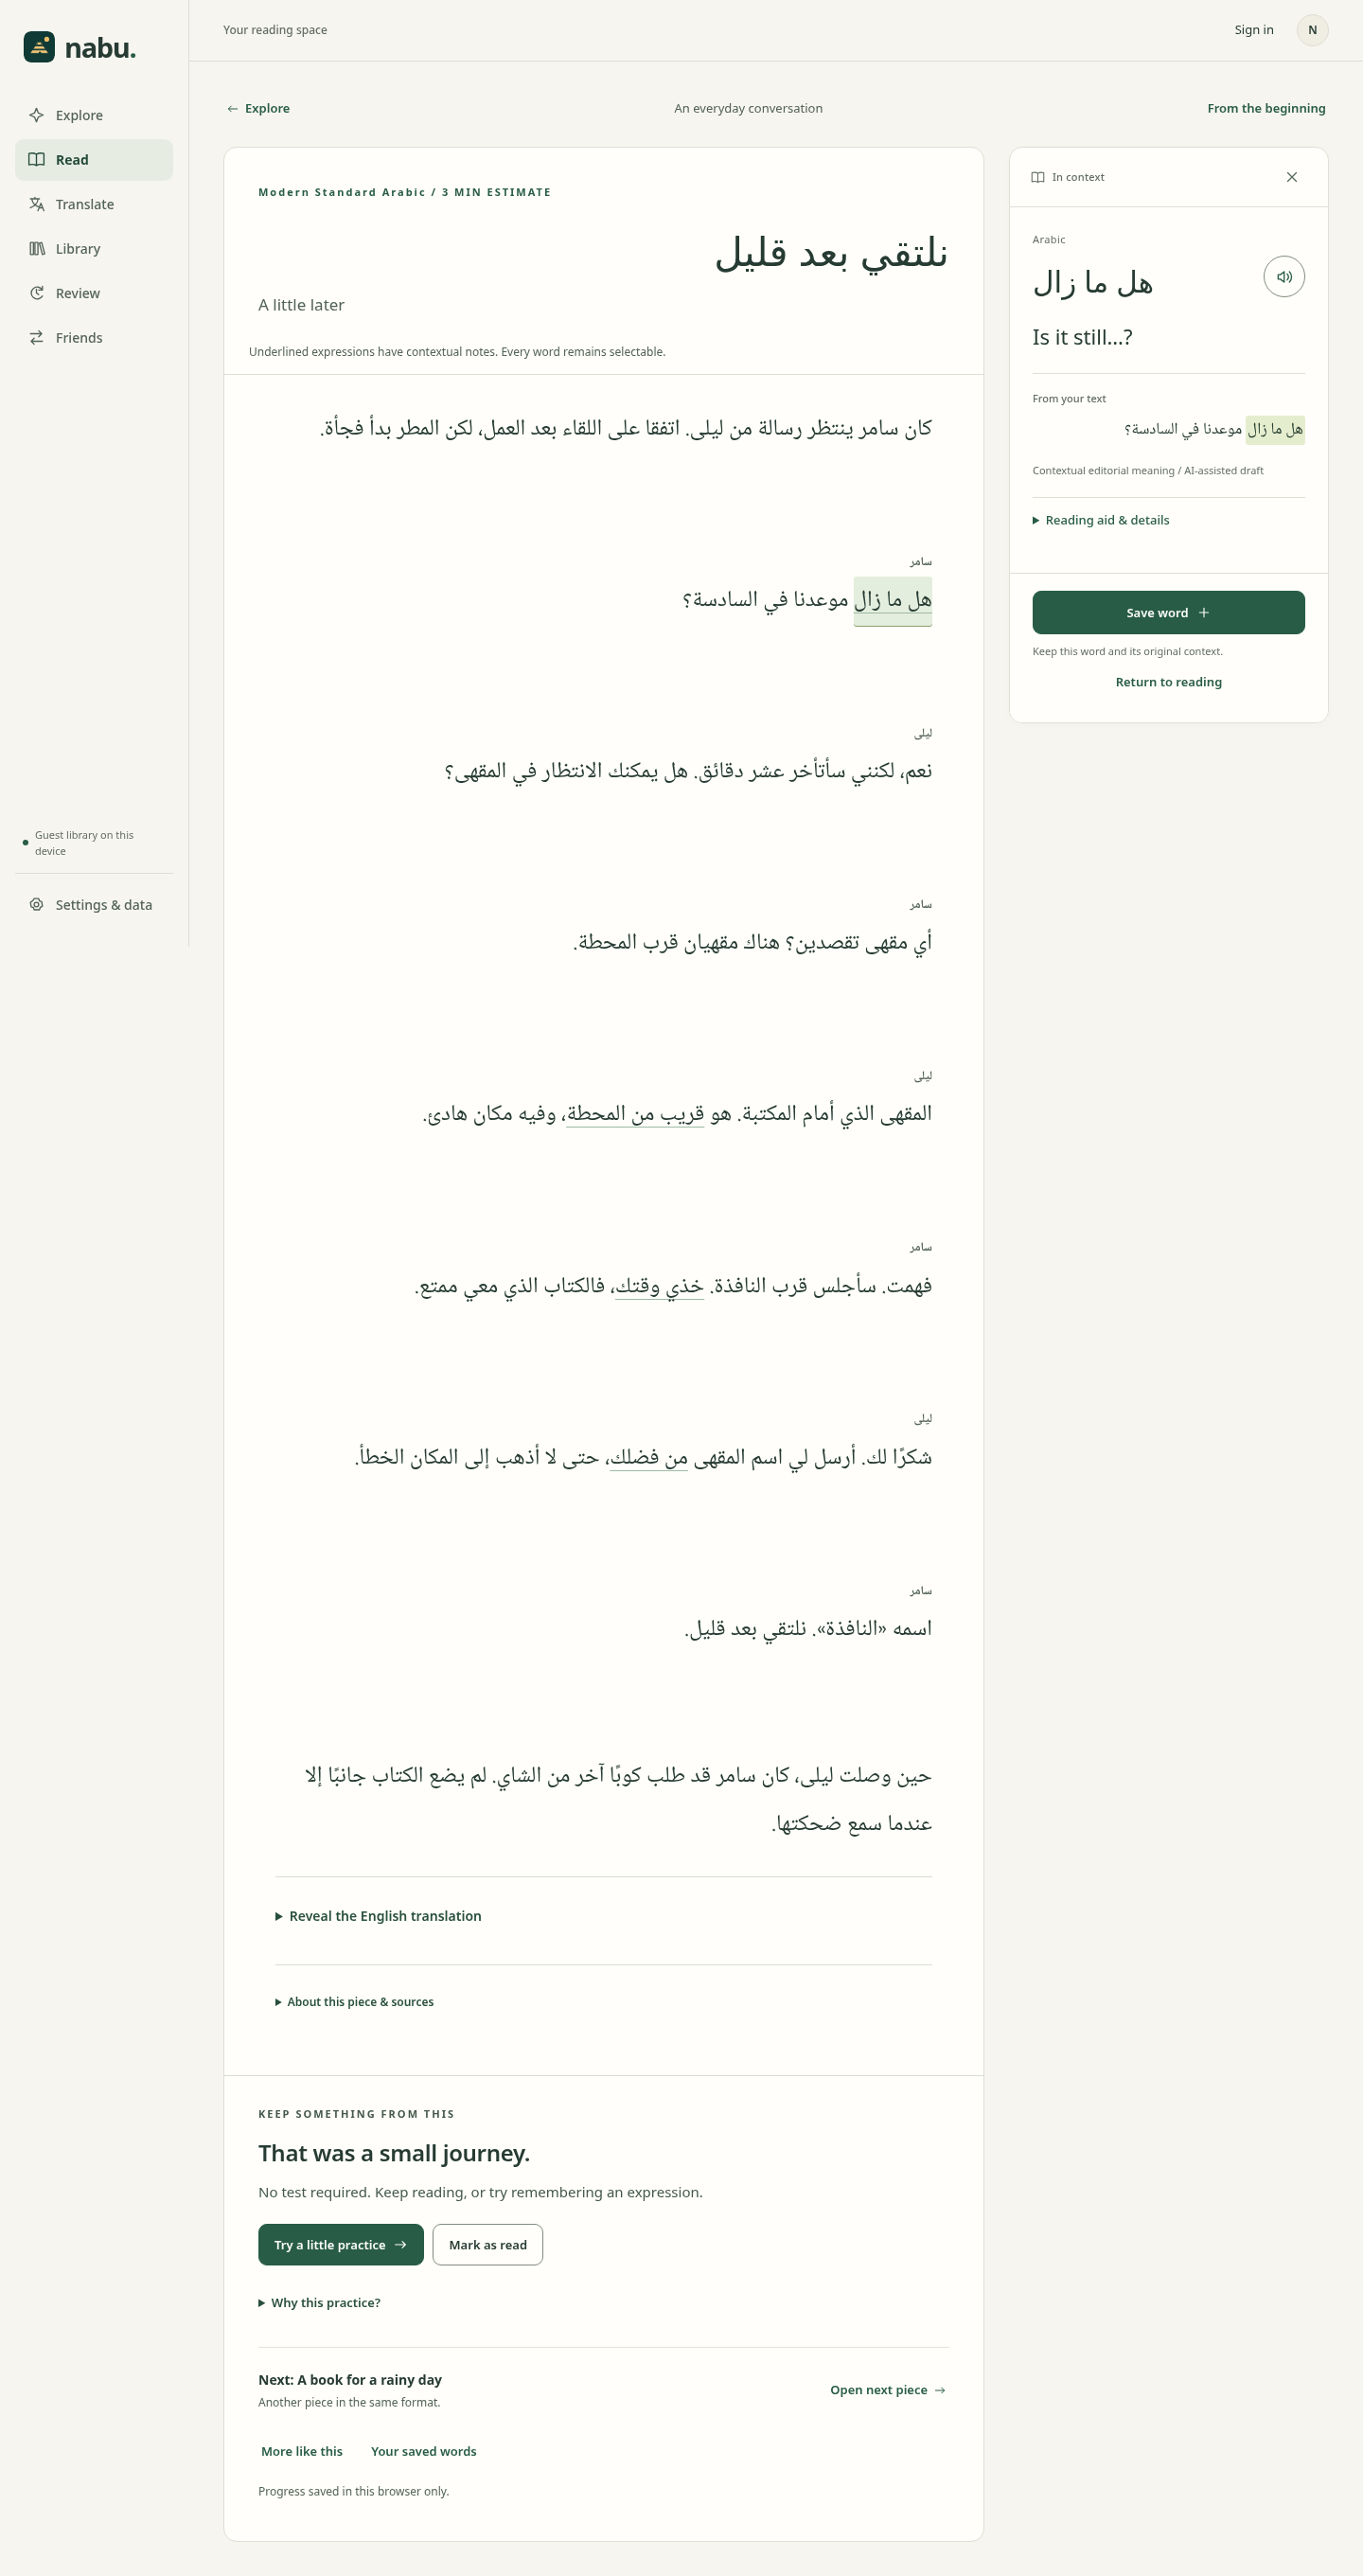 nabu.
Explore
Read
Translate
Library
Review
Friends
Guest library on this
device
Settings & data
Your reading space
Sign in
N
Explore
An everyday conversation
From the beginning
Modern Standard Arabic / 3 MIN ESTIMATE
نلتقي بعد قليل
A little later
Underlined expressions have contextual notes. Every word remains selectable.
كان سامر ينتظر رسالة من ليلى. اتفقا على اللقاء بعد العمل، لكن المطر بدأ فجأة.
سامر
هل ما زال موعدنا في السادسة؟
ليلى
نعم، لكنني سأتأخر عشر دقائق. هل يمكنك الانتظار في المقهى؟
سامر
أي مقهى تقصدين؟ هناك مقهيان قرب المحطة.
ليلى
المقهى الذي أمام المكتبة. هو قريب من المحطة، وفيه مكان هادئ.
سامر
فهمت. سأجلس قرب النافذة. خذي وقتك، فالكتاب الذي معي ممتع.
ليلى
شكرًا لك. أرسل لي اسم المقهى من فضلك، حتى لا أذهب إلى المكان الخطأ.
سامر
اسمه «النافذة». نلتقي بعد قليل.
حين وصلت ليلى، كان سامر قد طلب كوبًا آخر من الشاي. لم يضع الكتاب جانبًا إلا
عندما سمع ضحكتها.
Reveal the English translation
About this piece & sources
KEEP SOMETHING FROM THIS
That was a small journey.
No test required. Keep reading, or try remembering an expression.
Try a little practice
Mark as read
Why this practice?
Next: A book for a rainy day
Another piece in the same format.
Open next piece
More like this
Your saved words
Progress saved in this browser only.
In context
Arabic
هل ما زال
Is it still…?
From your text
هل ما زال موعدنا في السادسة؟
Contextual editorial meaning / AI-assisted draft
Reading aid & details
Save word
Keep this word and its original context.
Return to reading